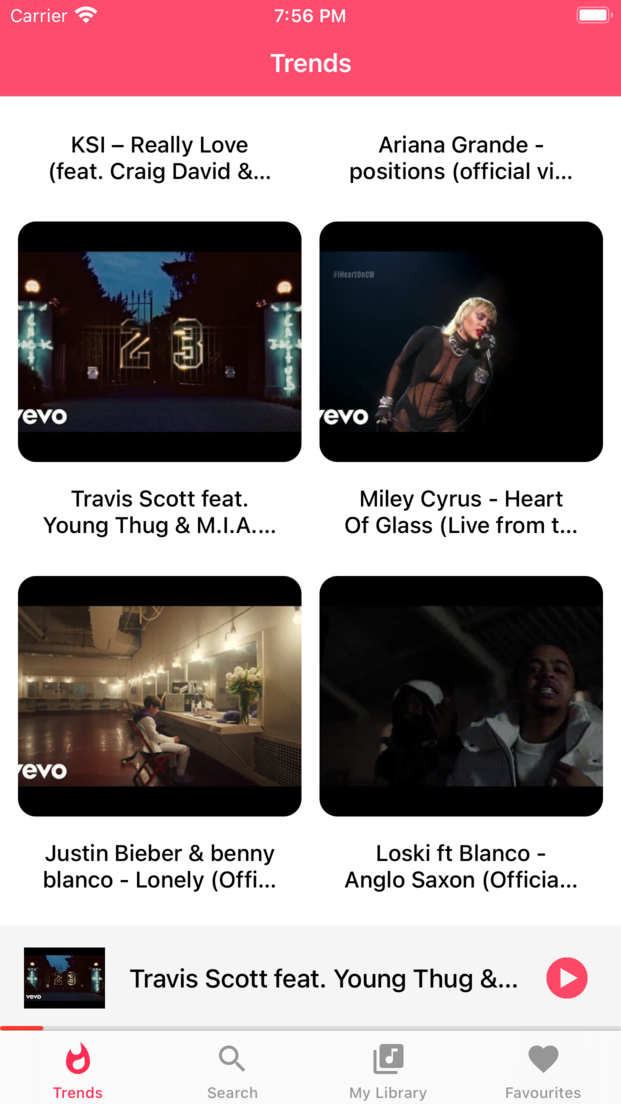 Carrier 7:56 PM
Trends
KSI – Really Love
(feat. Craig David &...
Ariana Grande -
positions (official vi...
23
vevo
#IHeartOnCW
vevo
Travis Scott feat.
Young Thug & M.I.A....
Miley Cyrus - Heart
Of Glass (Live from t...
vevo
Justin Bieber & benny
blanco - Lonely (Offi...
Loski ft Blanco -
Anglo Saxon (Officia...
23
vevo
Travis Scott feat. Young Thug &...
Trends
Search
My Library
Favourites